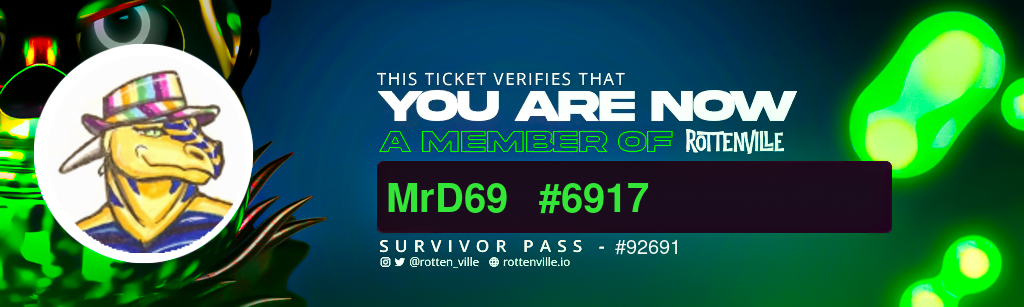 THIS TICKET VERIFIES THAT
YOU ARE NOW
A MEMBER OF ROTTENVILLE
MrD69 #6917
SURVIVOR PASS - #92691
@rotten_ville rottenville.io